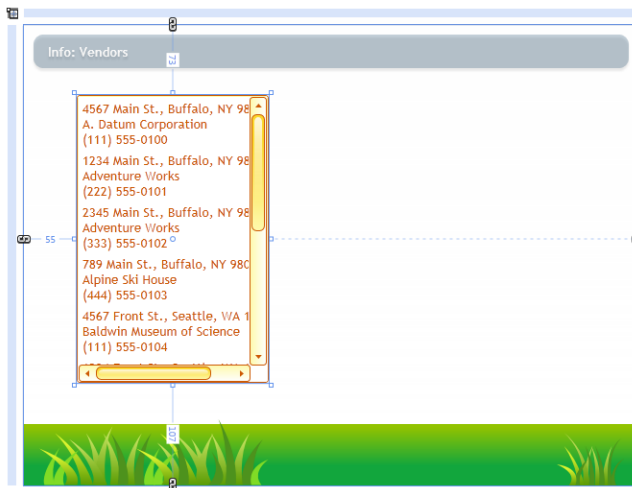 Info: Vendors
73
4567 Main St., Buffalo, NY 98
A. Datum Corporation
(111) 555-0100
1234 Main St., Buffalo, NY 98
Adventure Works
(222) 555-0101
2345 Main St., Buffalo, NY 98
Adventure Works
(333) 555-0102
55
789 Main St., Buffalo, NY 980
Alpine Ski House
(444) 555-0103
4567 Front St., Seattle, WA 1
Baldwin Museum of Science
(111) 555-0104
107